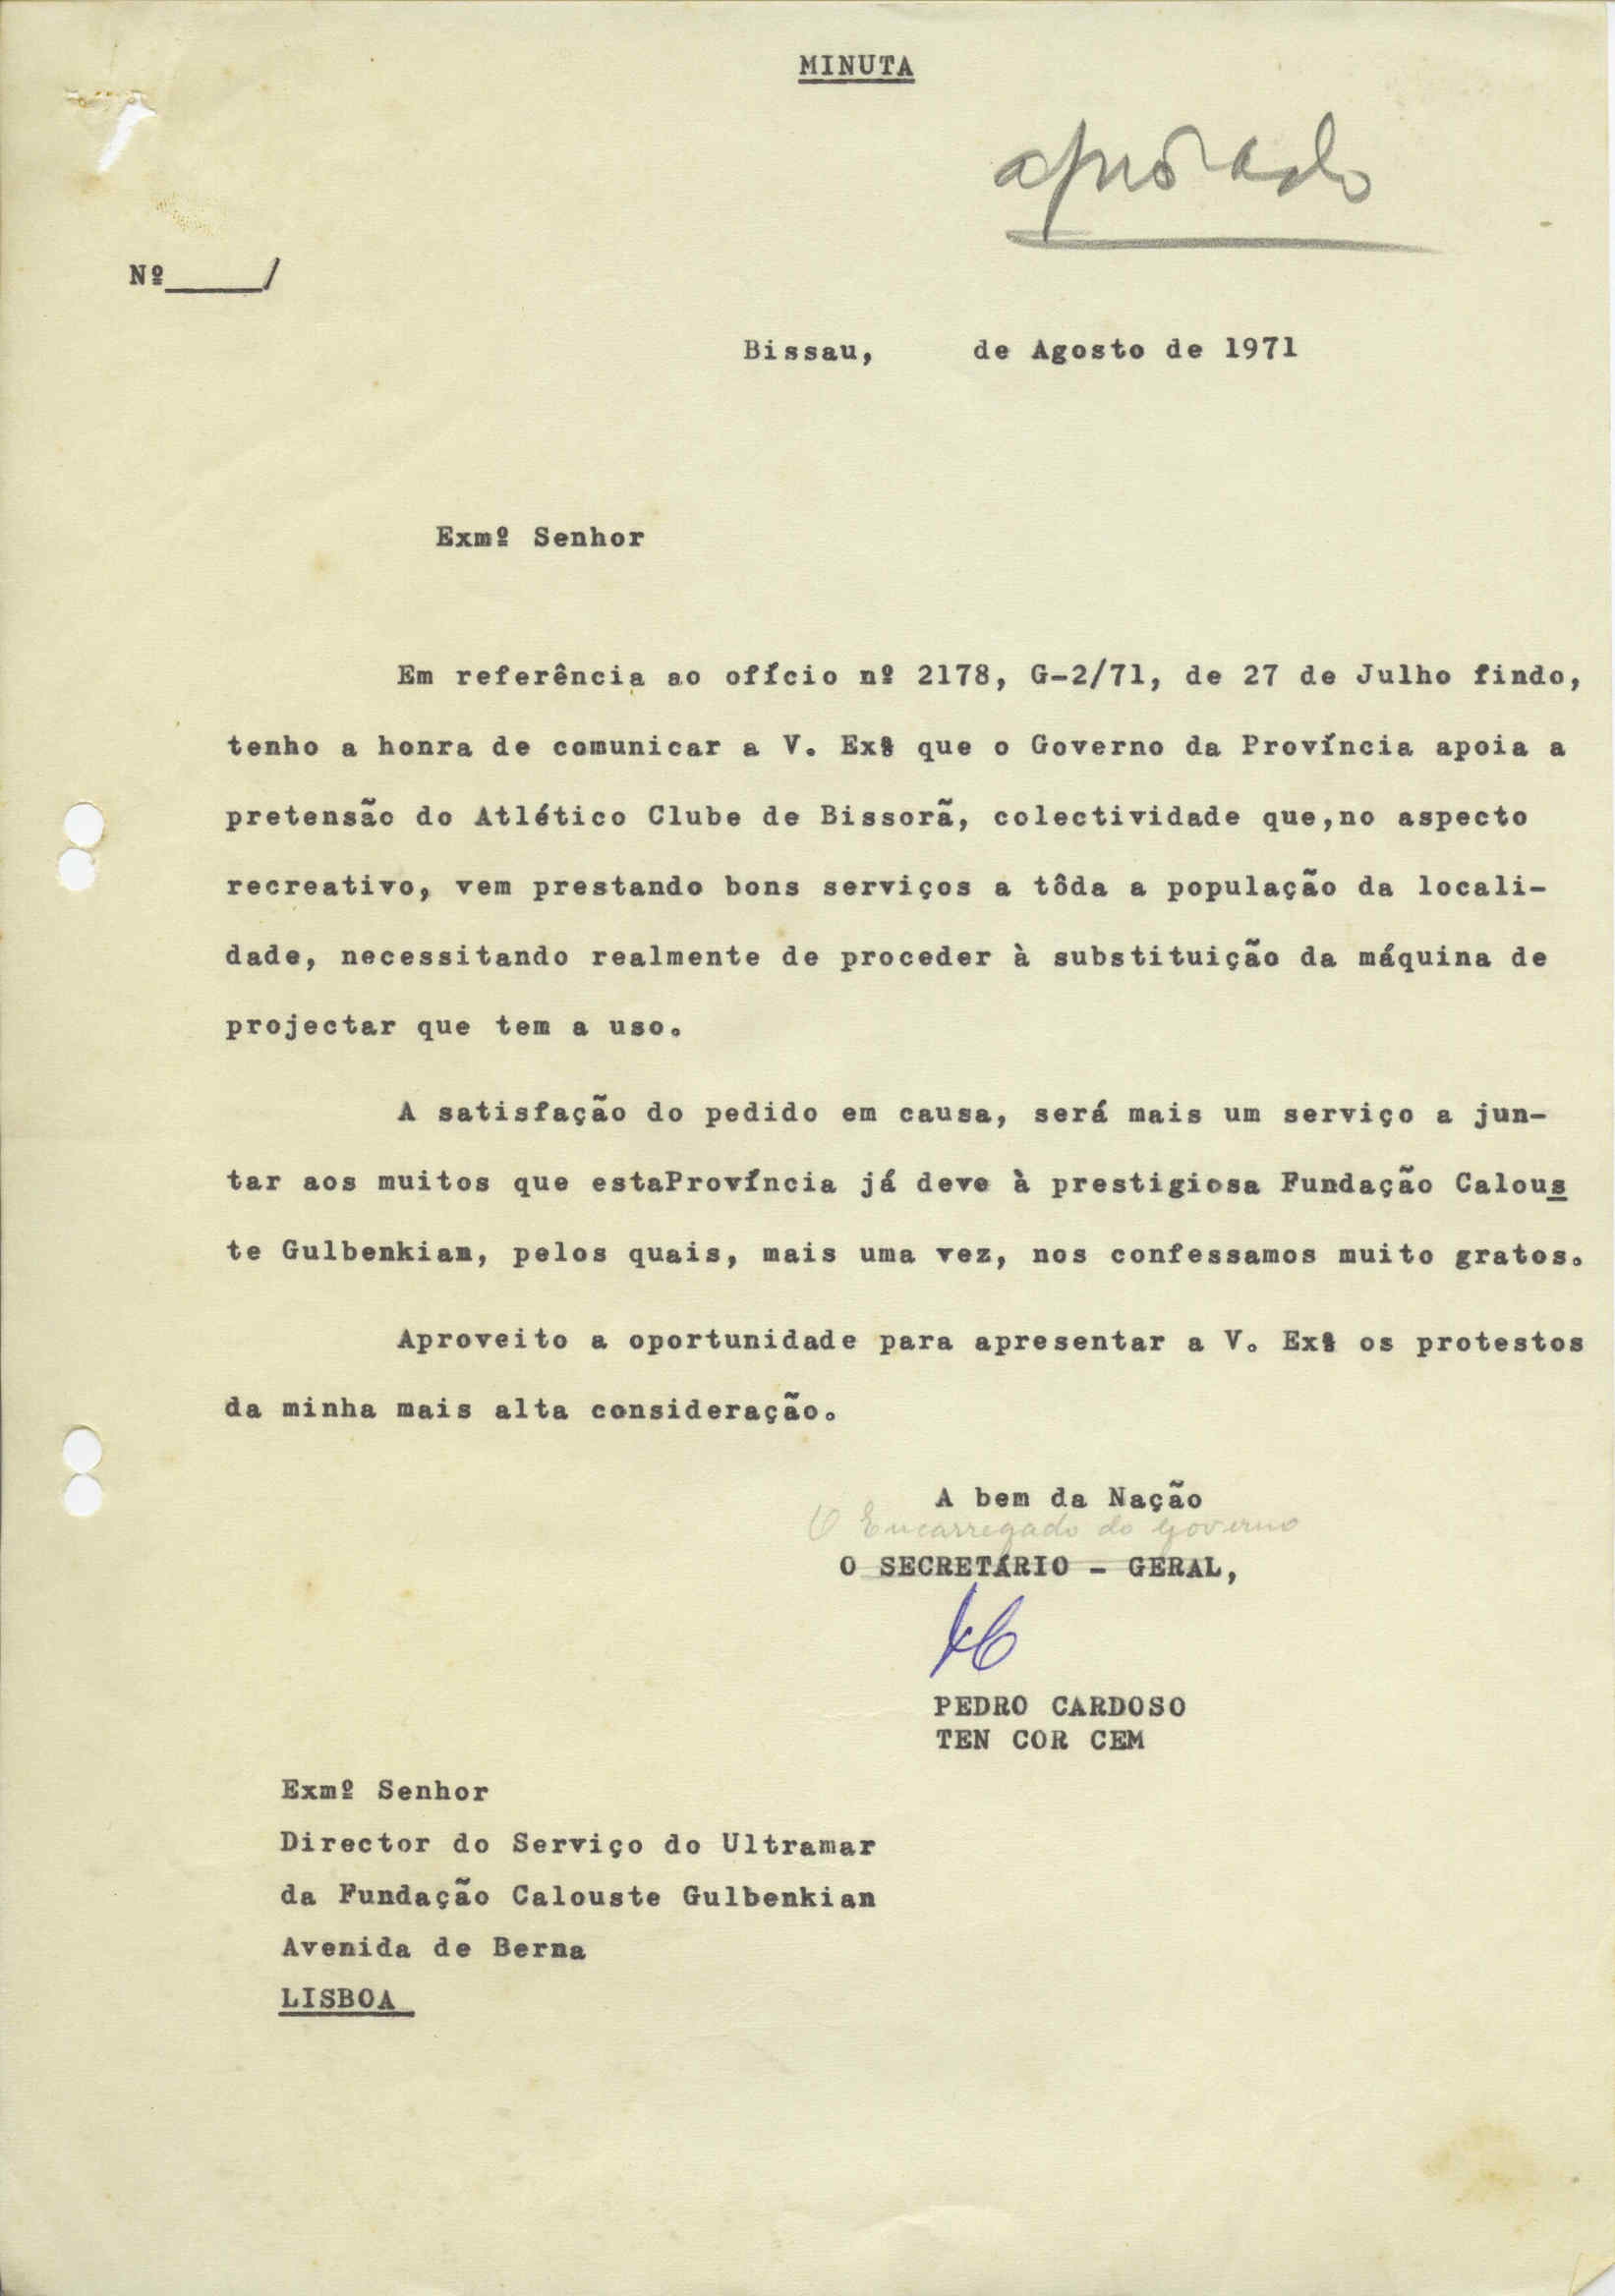 MINUTA
aprovado
Nº_____/
Bissau, de Agosto de 1971
Exmº Senhor
Em referência ao ofício nº 2178, G-2/71, de 27 de Julho findo,
tenho a honra de comunicar a V. Exª que o Governo da Província apoia a
pretensão do Atlético Clube de Bissorã, colectividade que,no aspecto
recreativo, vem prestando bons serviços a tôda a população da locali-
dade, necessitando realmente de proceder à substituição da máquina de
projectar que tem a uso.
A satisfação do pedido em causa, será mais um serviço a jun-
tar aos muitos que estaProvíncia já deve à prestigiosa Fundação Calous
te Gulbenkian, pelos quais, mais uma vez, nos confessamos muito gratos.
Aproveito a oportunidade para apresentar a V. Exª os protestos
da minha mais alta consideração.
A bem da Nação
O Encarregado do Governo
O SECRETÁRIO - GERAL,
PEDRO CARDOSO
TEN COR CEM
Exmº Senhor
Director do Serviço do Ultramar
da Fundação Calouste Gulbenkian
Avenida de Berna
LISBOA